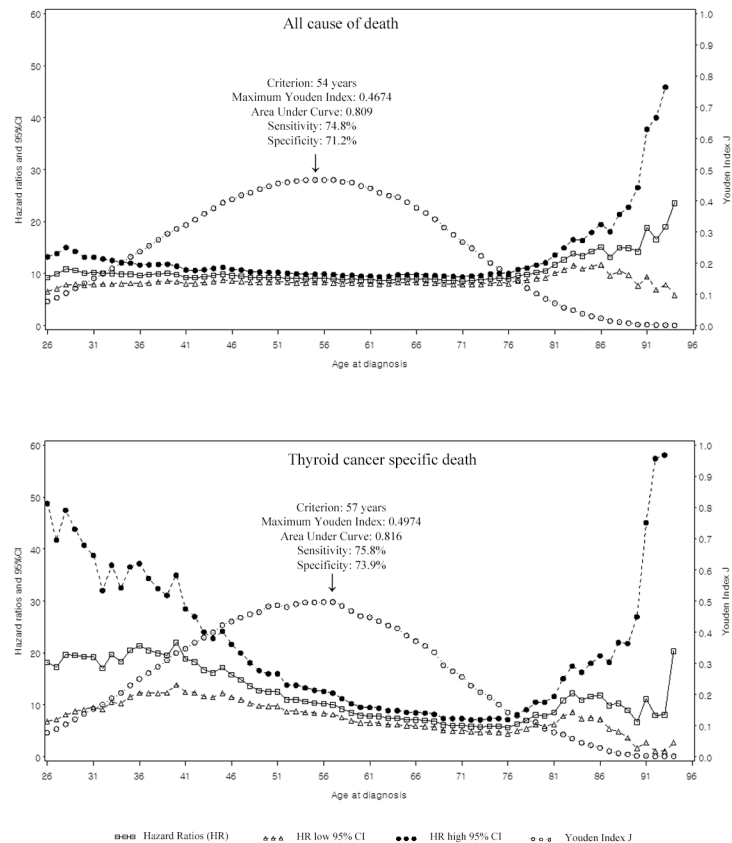 All cause of death
Criterion: 54 years
Maximum Youden Index: 0.4674
Area Under Curve: 0.809
Sensitivity: 74.8%
Specificity: 71.2%
Hazard ratios and 95%CI
60
50
40
30
20
10
0
Youden Index J
1.0
0.9
0.8
0.7
0.6
0.5
0.4
0.3
0.2
0.1
0.0
26 31 36 41 46 51 56 61 66 71 76 81 86 91 96
Age at diagnosis
Thyroid cancer specific death
Criterion: 57 years
Maximum Youden Index: 0.4974
Area Under Curve: 0.816
Sensitivity: 75.8%
Specificity: 73.9%
Hazard ratios and 95%CI
60
50
40
30
20
10
0
Youden Index J
1.0
0.9
0.8
0.7
0.6
0.5
0.4
0.3
0.2
0.1
0.0
26 31 36 41 46 51 56 61 66 71 76 81 86 91 96
Age at diagnosis
Hazard Ratios (HR) HR low 95% CI HR high 95% CI Youden Index J